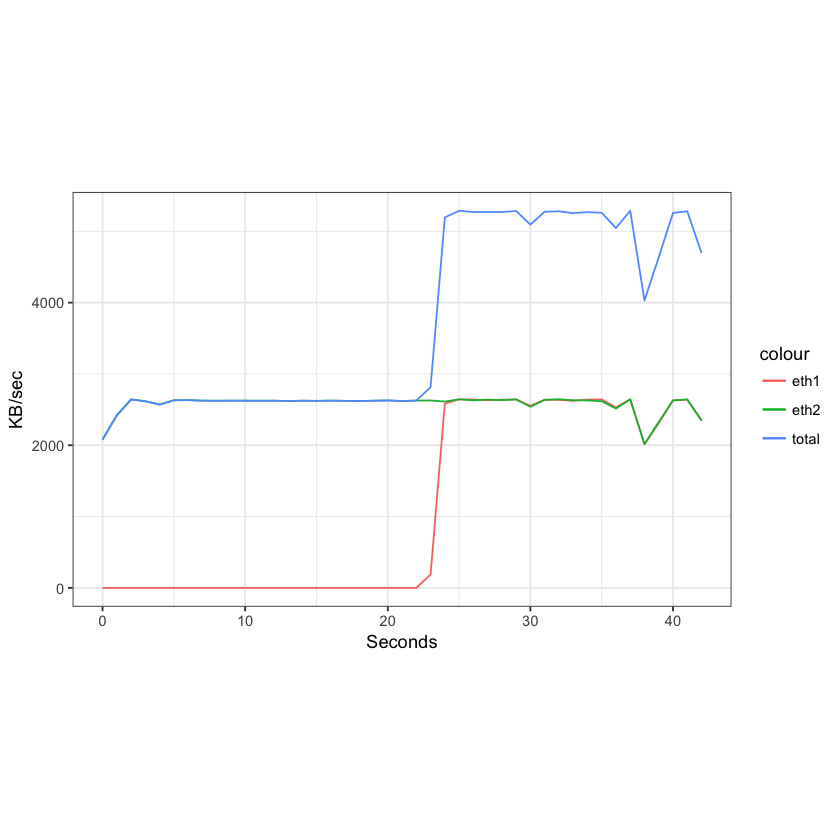 KB/sec
4000
2000
0
0 10 20 30 40
Seconds
colour
eth1
eth2
total